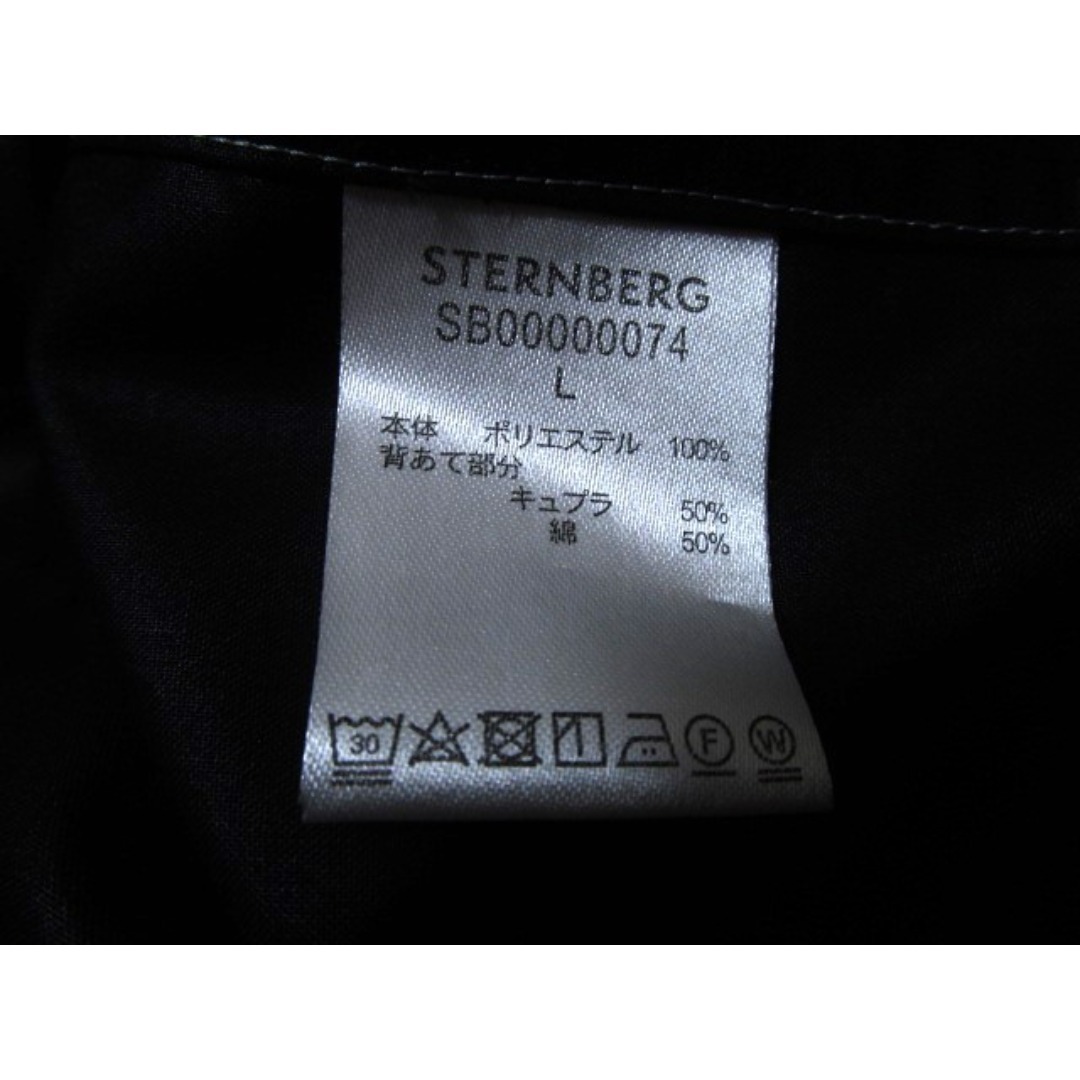 STERNBERG
SB00000074
L
本体 ポリエステル 100%
背あて部分
キュプラ 50%
綿 50%
30 F W